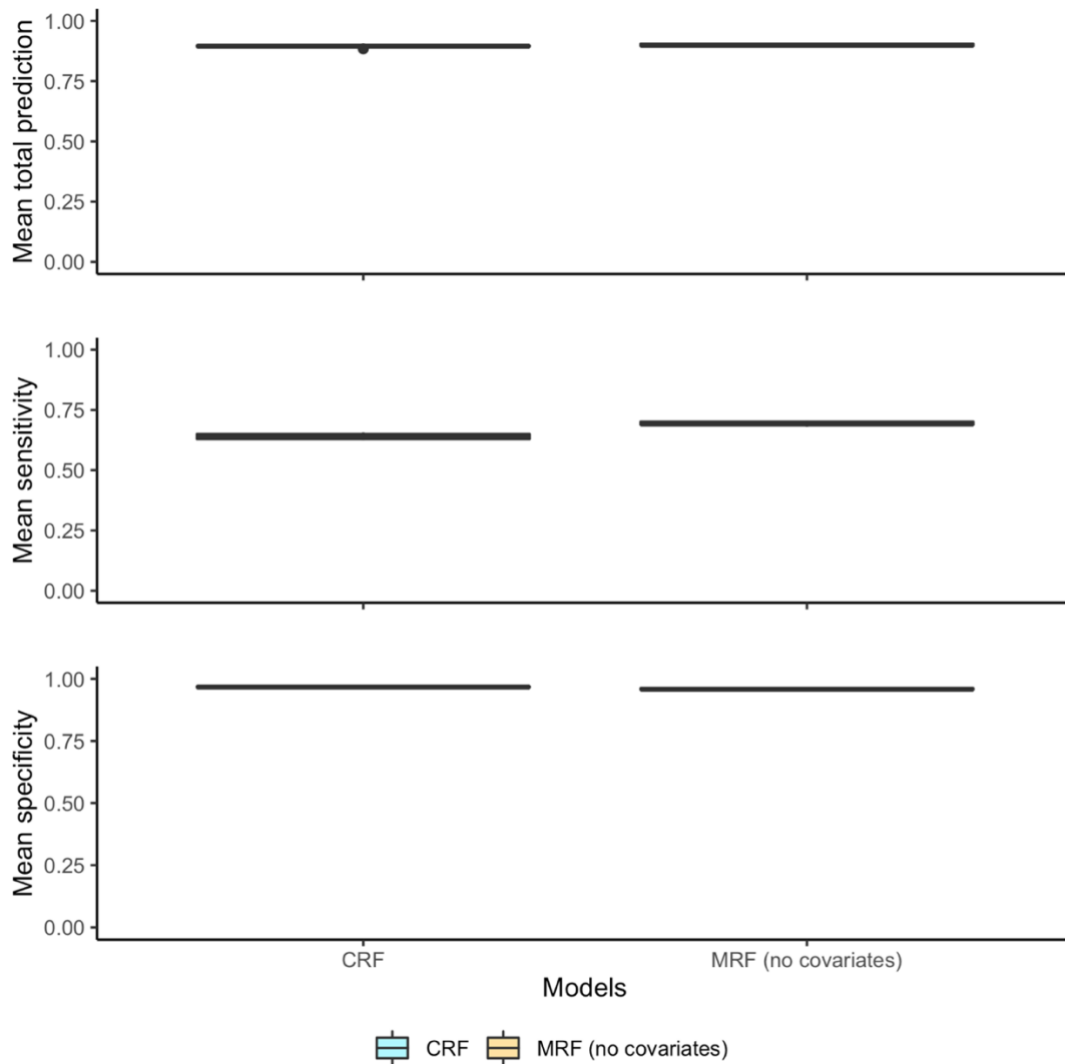 Mean total prediction
1.00
0.75
0.50
0.25
0.00
Mean sensitivity
1.00
0.75
0.50
0.25
0.00
Mean specificity
1.00
0.75
0.50
0.25
0.00
CRF MRF (no covariates)
Models
CRF MRF (no covariates)